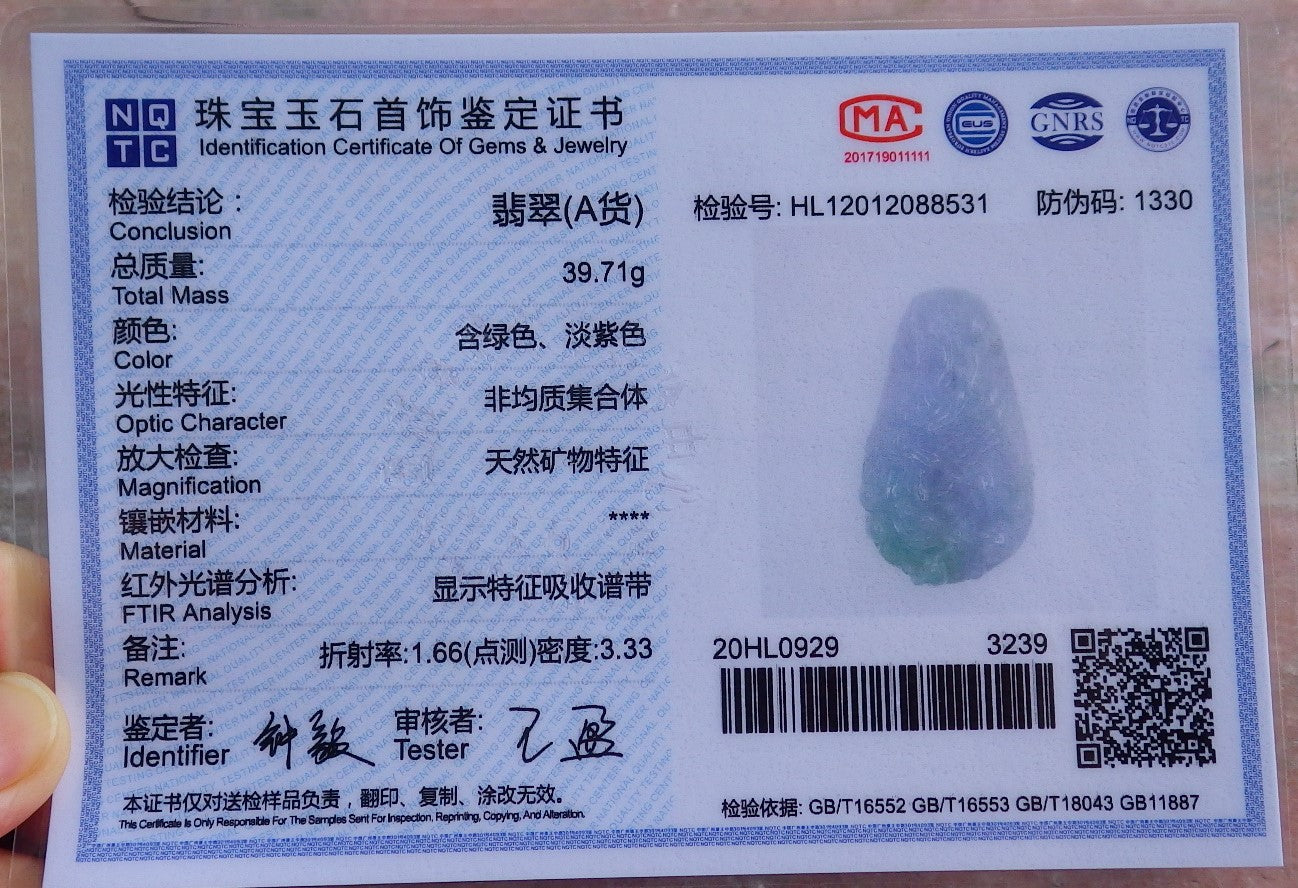 NQ
TC
珠宝玉石首饰鉴定证书
Identification Certificate Of Gems & Jewelry
MA
201719011111
EUS
GNRS
检验结论：
翡翠(A货)
Conclusion
检验号: HL12012088531
防伪码: 1330
总质量:
39.71g
Total Mass
颜色:
含绿色、淡紫色
Color
光性特征:
非均质集合体
Optic Character
放大检查:
天然矿物特征
Magnification
镶嵌材料:
****
Material
红外光谱分析:
显示特征吸收谱带
FTIR Analysis
备注:
折射率:1.66(点测)密度:3.33
Remark
20HL0929
3239
鉴定者:
Identifier
审核者:
Tester
本证书仅对送检样品负责，翻印、复制、涂改无效。
This Certificate Is Only Responsible For The Samples Sent For Inspection, Reprinting, Copying, And Alteration.
检验依据: GB/T16552 GB/T16553 GB/T18043 GB11887